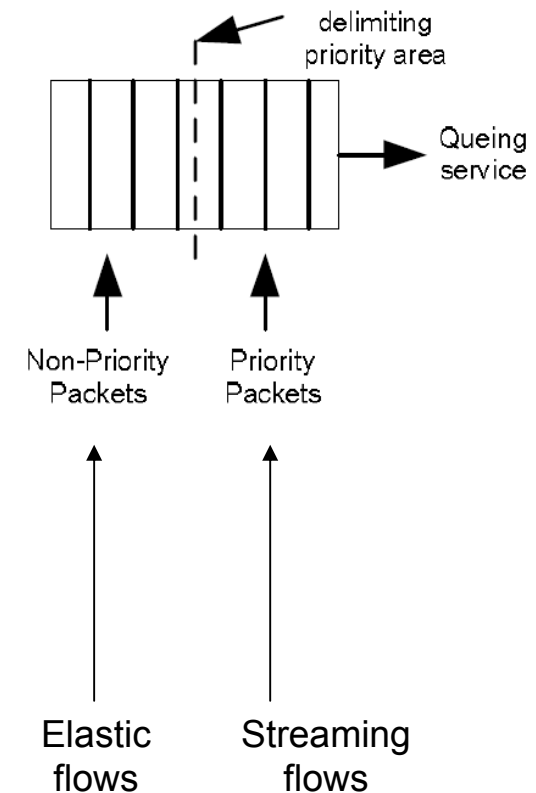 delimiting
priority area
Queing
service
Non-Priority
Packets
Priority
Packets
Elastic
flows
Streaming
flows